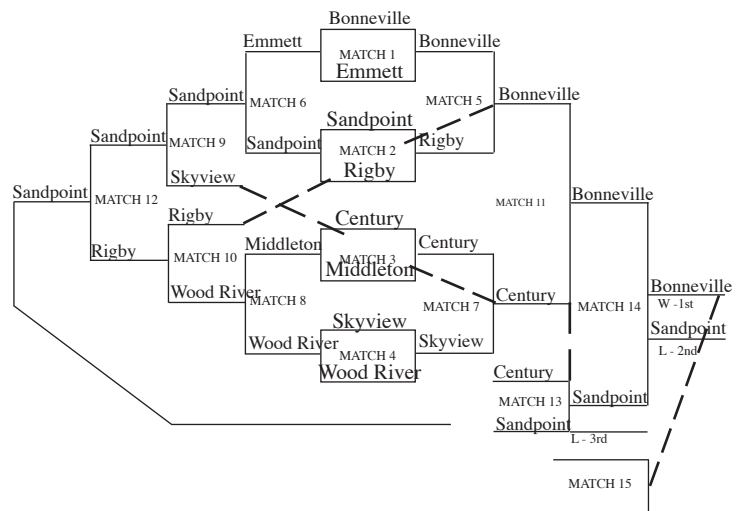 Bonneville
Emmett
MATCH 1
Bonneville
Emmett
Sandpoint
MATCH 6
MATCH 5
Bonneville
Sandpoint
Sandpoint
MATCH 9
Sandpoint
MATCH 2
Rigby
Rigby
Skyview
Sandpoint
MATCH 12
MATCH 11
Bonneville
Rigby
Century
Rigby
MATCH 10
Middleton
MATCH 3
Century
Middleton
Wood River
MATCH 8
MATCH 7
Century
MATCH 14
Bonneville
W -1st
Skyview
Sandpoint
Wood River
MATCH 4
Skyview
L - 2nd
Wood River
Century
MATCH 13
Sandpoint
Sandpoint
L - 3rd
MATCH 15